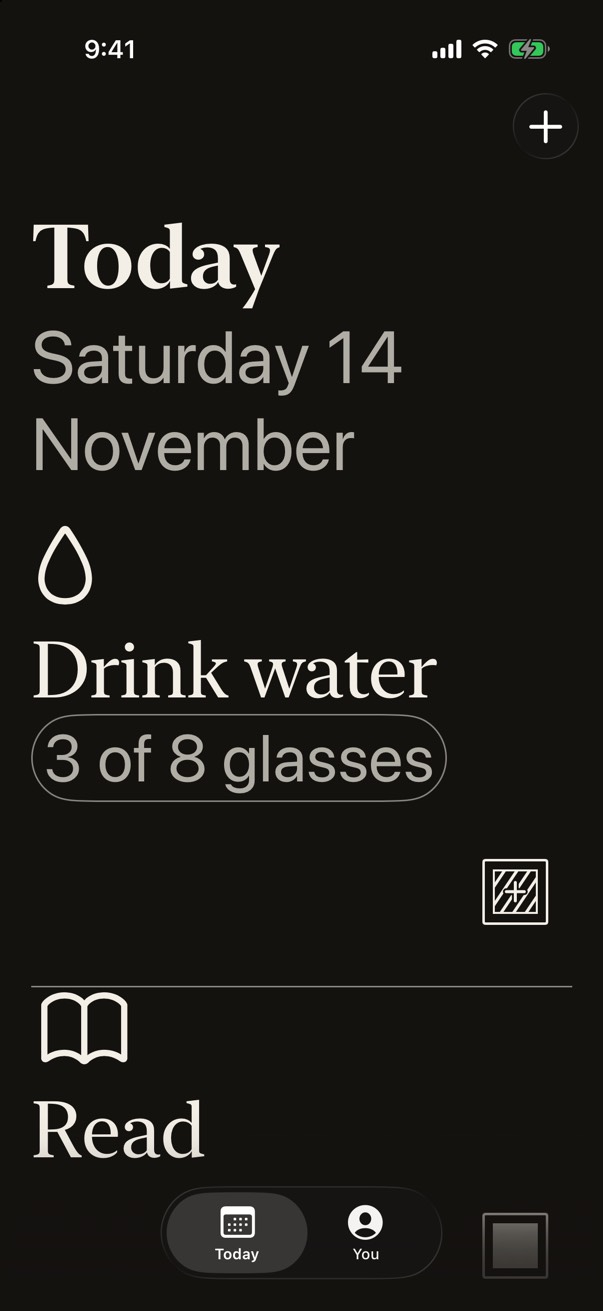 9:41
Today
Saturday 14
November
Drink water
3 of 8 glasses
Read
Today
You